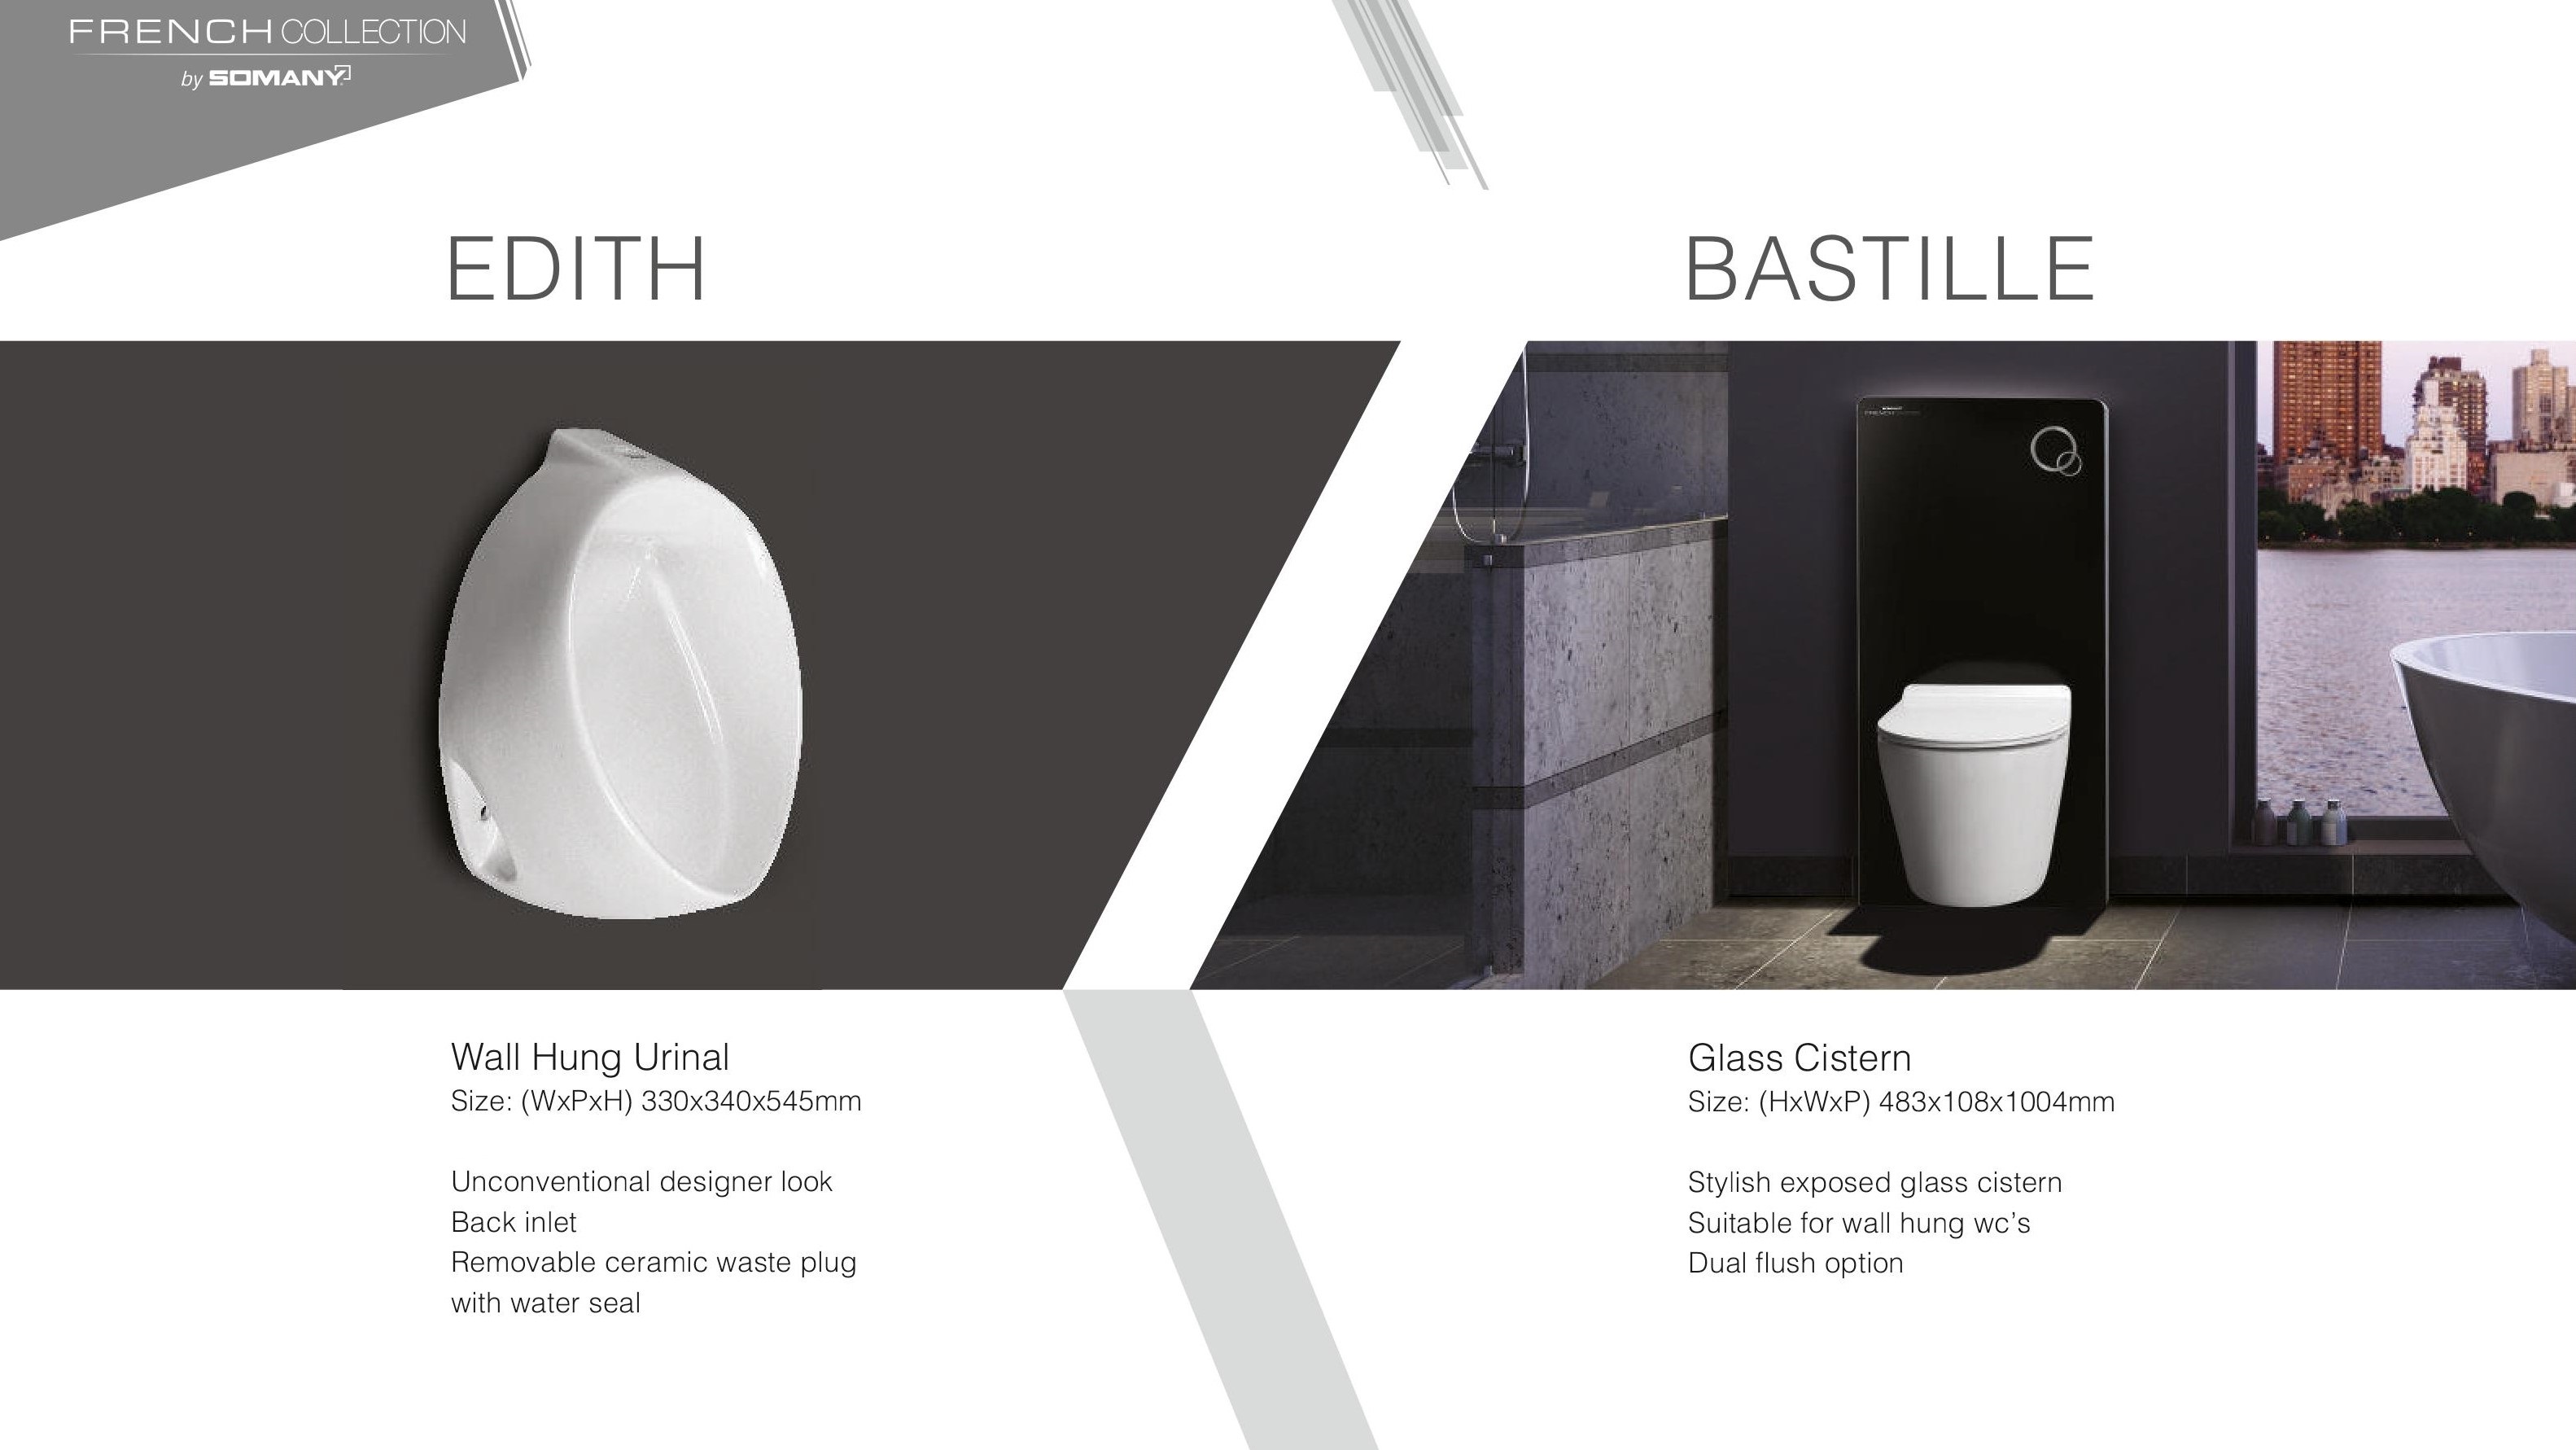 FRENCH COLLECTION
by SOMANY
EDITH
BASTILLE
SOMANY
FRENCH
Wall Hung Urinal
Size: (WxPxH) 330x340x545mm
Unconventional designer look
Back inlet
Removable ceramic waste plug
with water seal
Glass Cistern
Size: (HxWxP) 483x108x1004mm
Stylish exposed glass cistern
Suitable for wall hung wc’s
Dual flush option